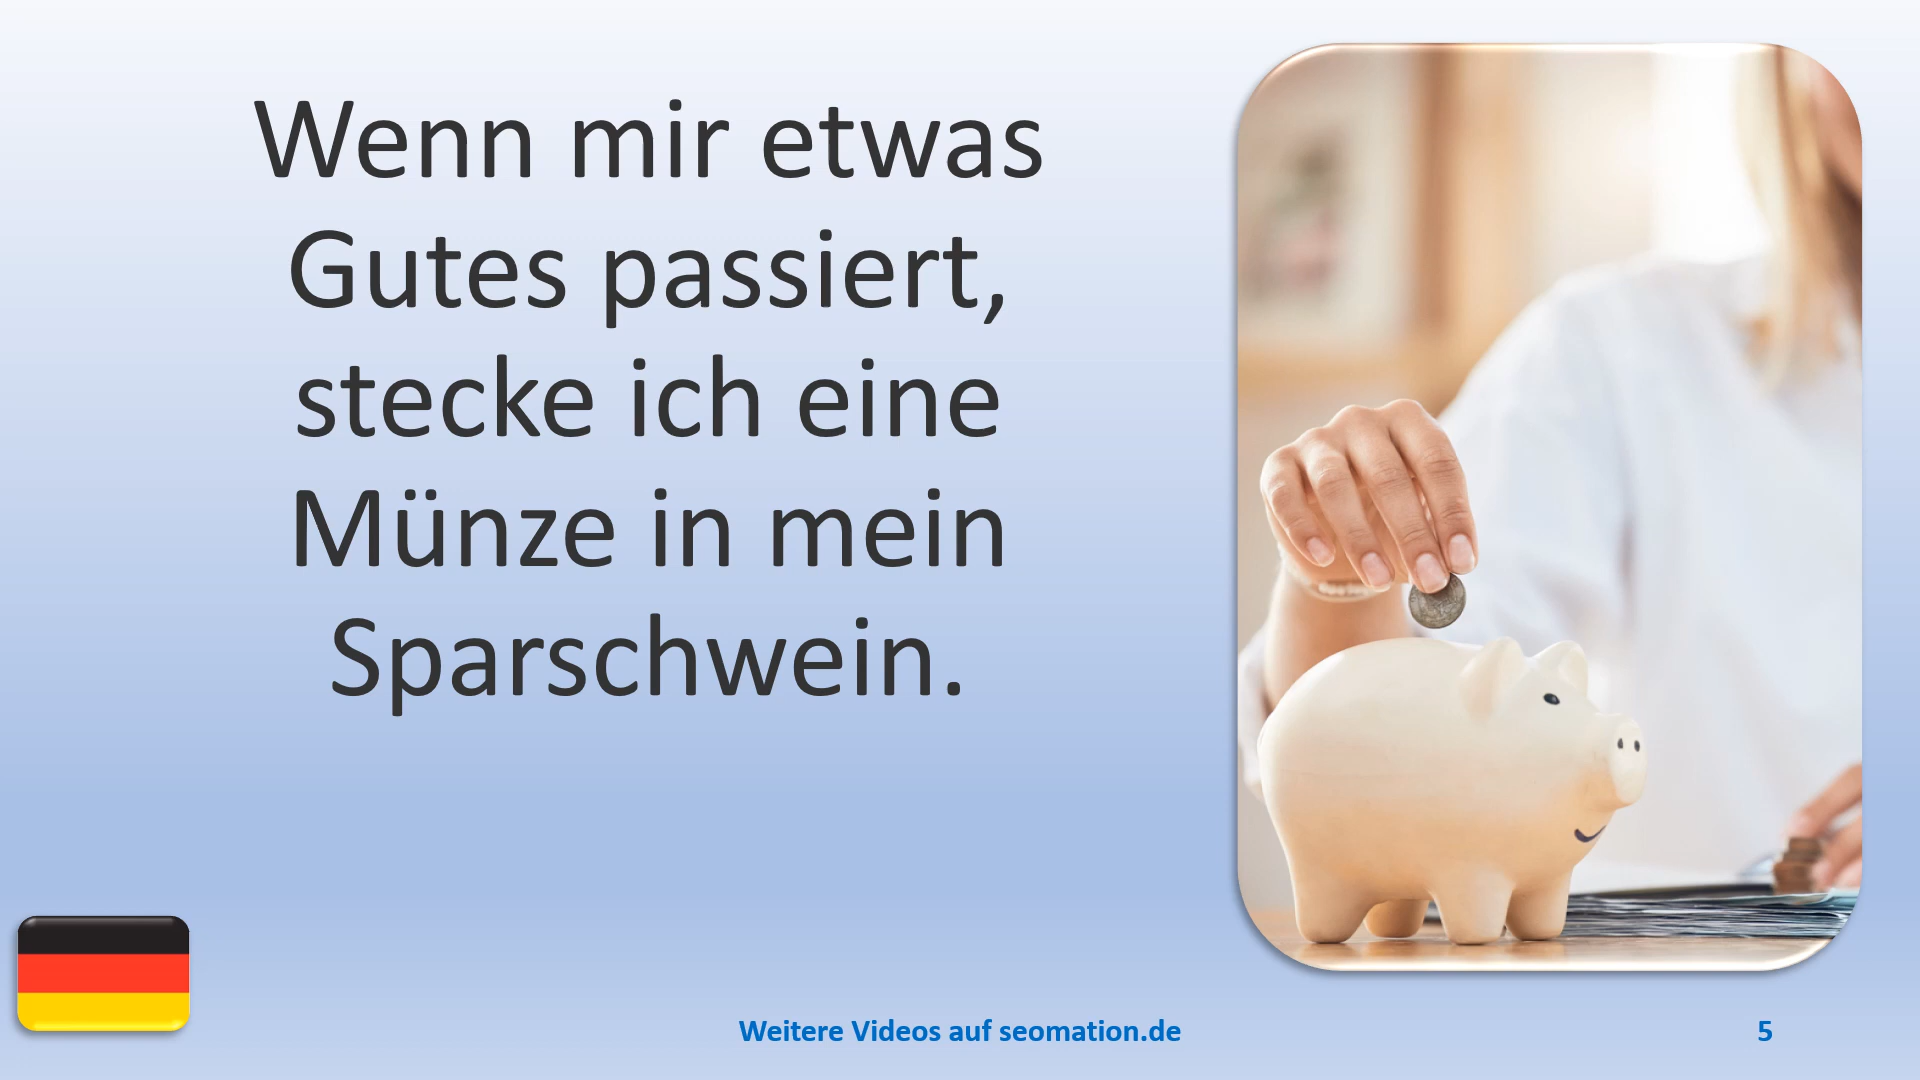 Wenn mir etwas
Gutes passiert,
stecke ich eine
Münze in mein
Sparschwein.
Weitere Videos auf seomation.de
5